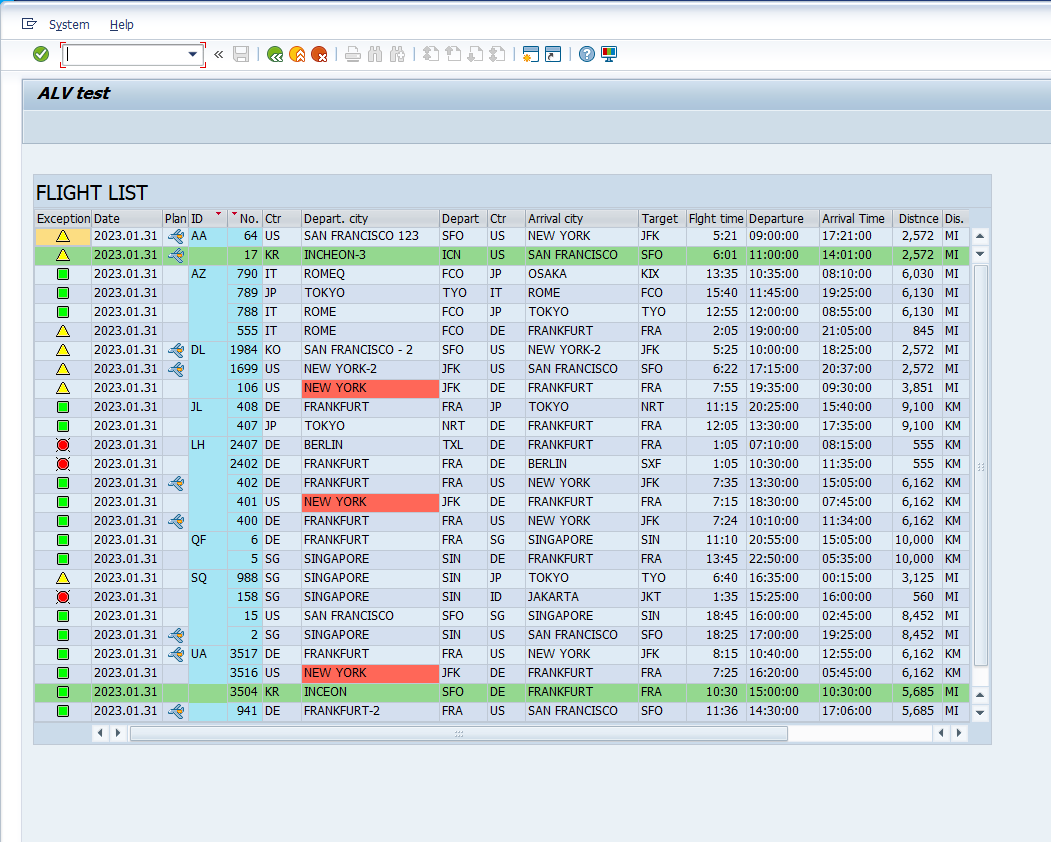 System Help
ALV test
FLIGHT LIST
Exception Date Plan ID No. Ctr Depart. city Depart Ctr Arrival city Target Flght time Departure Arrival Time Distnce Dis.
2023.01.31 AA 64 US SAN FRANCISCO 123 SFO US NEW YORK JFK 5:21 09:00:00 17:21:00 2,572 MI
2023.01.31 17 KR INCHEON-3 ICN US SAN FRANCISCO SFO 6:01 11:00:00 14:01:00 2,572 MI
2023.01.31 AZ 790 IT ROMEQ FCO JP OSAKA KIX 13:35 10:35:00 08:10:00 6,030 MI
2023.01.31 789 JP TOKYO TYO IT ROME FCO 15:40 11:45:00 19:25:00 6,130 MI
2023.01.31 788 IT ROME FCO JP TOKYO TYO 12:55 12:00:00 08:55:00 6,130 MI
2023.01.31 555 IT ROME FCO DE FRANKFURT FRA 2:05 19:00:00 21:05:00 845 MI
2023.01.31 DL 1984 KO SAN FRANCISCO - 2 SFO US NEW YORK-2 JFK 5:25 10:00:00 18:25:00 2,572 MI
2023.01.31 1699 US NEW YORK-2 JFK US SAN FRANCISCO SFO 6:22 17:15:00 20:37:00 2,572 MI
2023.01.31 106 US NEW YORK JFK DE FRANKFURT FRA 7:55 19:35:00 09:30:00 3,851 MI
2023.01.31 JL 408 DE FRANKFURT FRA JP TOKYO NRT 11:15 20:25:00 15:40:00 9,100 KM
2023.01.31 407 JP TOKYO NRT DE FRANKFURT FRA 12:05 13:30:00 17:35:00 9,100 KM
2023.01.31 LH 2407 DE BERLIN TXL DE FRANKFURT FRA 1:05 07:10:00 08:15:00 555 KM
2023.01.31 2402 DE FRANKFURT FRA DE BERLIN SXF 1:05 10:30:00 11:35:00 555 KM
2023.01.31 402 DE FRANKFURT FRA US NEW YORK JFK 7:35 13:30:00 15:05:00 6,162 KM
2023.01.31 401 US NEW YORK JFK DE FRANKFURT FRA 7:15 18:30:00 07:45:00 6,162 KM
2023.01.31 400 DE FRANKFURT FRA US NEW YORK JFK 7:24 10:10:00 11:34:00 6,162 KM
2023.01.31 QF 6 DE FRANKFURT FRA SG SINGAPORE SIN 11:10 20:55:00 15:05:00 10,000 KM
2023.01.31 5 SG SINGAPORE SIN DE FRANKFURT FRA 13:45 22:50:00 05:35:00 10,000 KM
2023.01.31 SQ 988 SG SINGAPORE SIN JP TOKYO TYO 6:40 16:35:00 00:15:00 3,125 MI
2023.01.31 158 SG SINGAPORE SIN ID JAKARTA JKT 1:35 15:25:00 16:00:00 560 MI
2023.01.31 15 US SAN FRANCISCO SFO SG SINGAPORE SIN 18:45 16:00:00 02:45:00 8,452 MI
2023.01.31 2 SG SINGAPORE SIN US SAN FRANCISCO SFO 18:25 17:00:00 19:25:00 8,452 MI
2023.01.31 UA 3517 DE FRANKFURT FRA US NEW YORK JFK 8:15 10:40:00 12:55:00 6,162 KM
2023.01.31 3516 US NEW YORK JFK DE FRANKFURT FRA 7:25 16:20:00 05:45:00 6,162 KM
2023.01.31 3504 KR INCEON SFO DE FRANKFURT FRA 10:30 15:00:00 10:30:00 5,685 MI
2023.01.31 941 DE FRANKFURT-2 FRA US SAN FRANCISCO SFO 11:36 14:30:00 17:06:00 5,685 MI